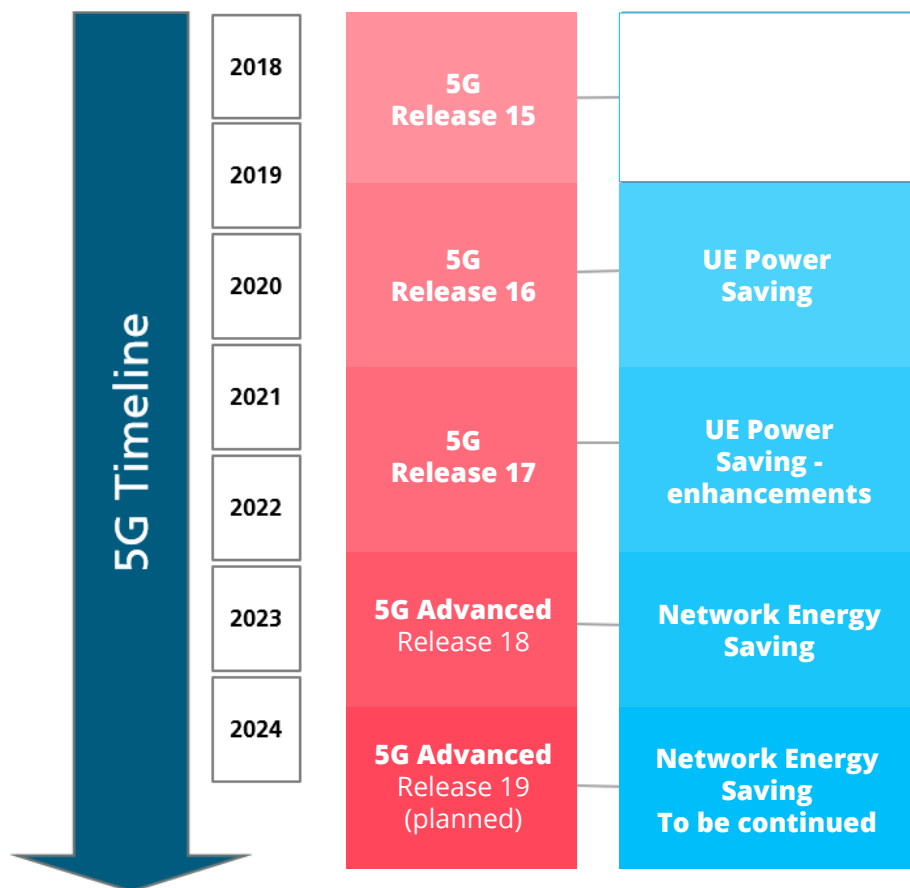 5G Timeline
2018
2019
2020
2021
2022
2023
2024
5G
Release 15
5G
Release 16
UE Power
Saving
5G
Release 17
UE Power
Saving -
enhancements
5G Advanced
Release 18
Network Energy
Saving
5G Advanced
Release 19
(planned)
Network Energy
Saving
To be continued